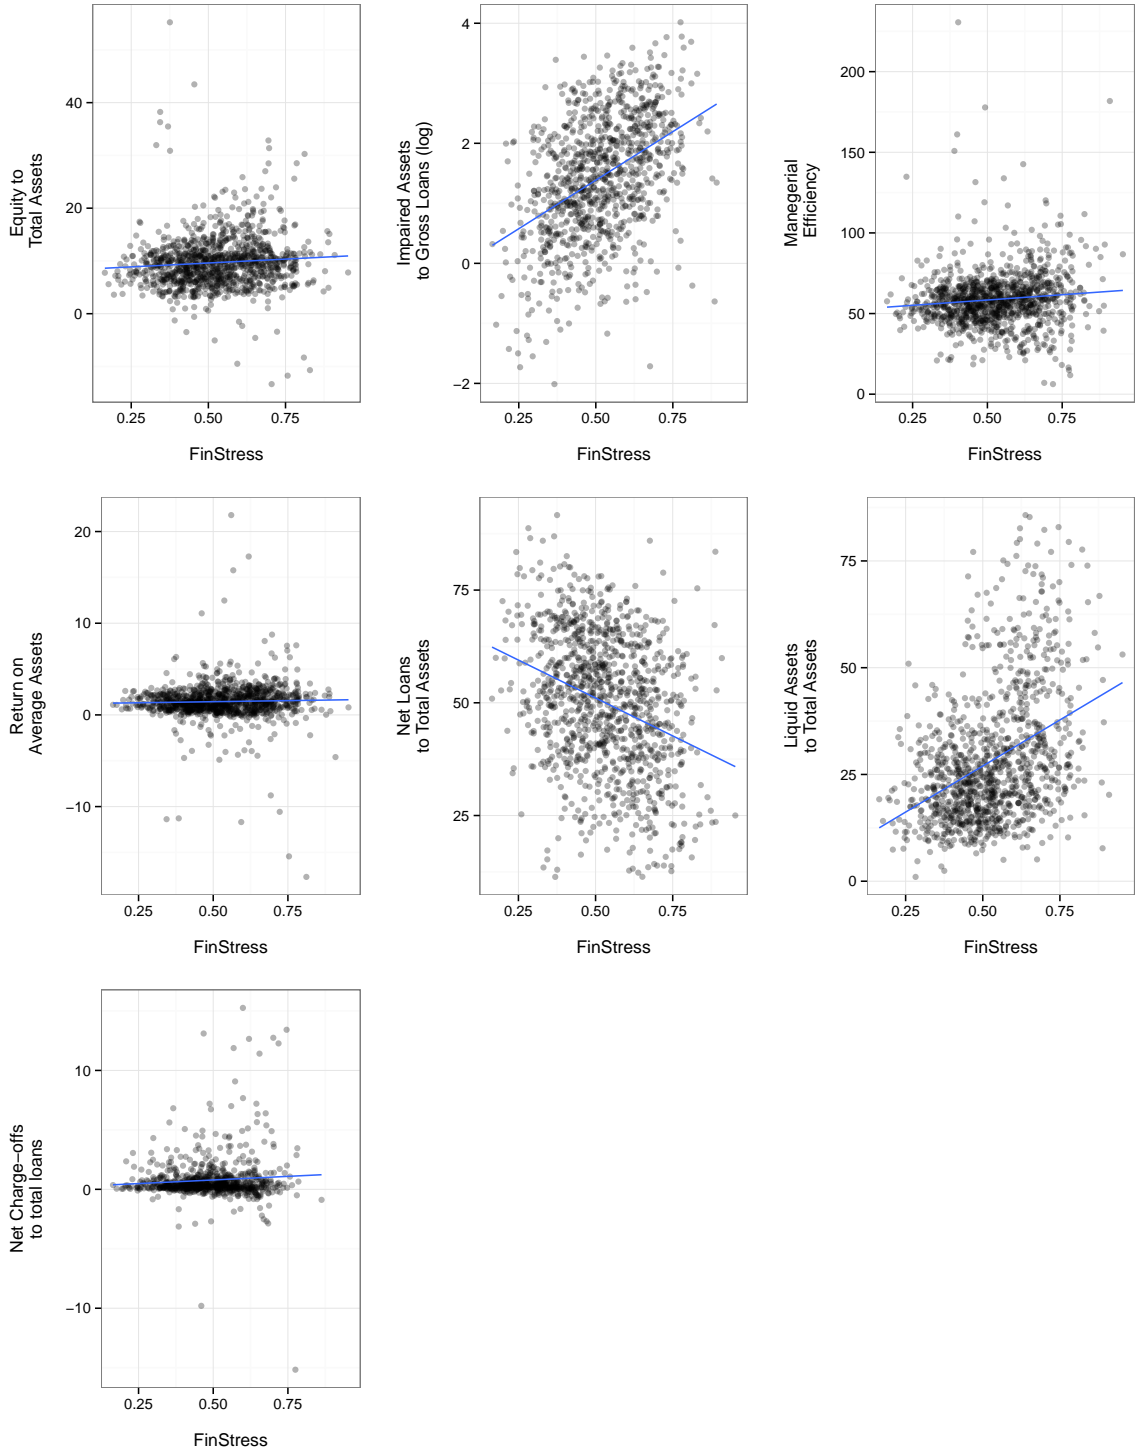 Equity to
Total Assets
40
20
0
0.25 0.50 0.75
FinStress
Impaired Assets
to Gross Loans (log)
4
2
0
−2
0.25 0.50 0.75
FinStress
Manegerial
Efficiency
200
150
100
50
0
0.25 0.50 0.75
FinStress
Return on
Average Assets
20
10
0
−10
0.25 0.50 0.75
FinStress
Net Loans
to Total Assets
75
50
25
0.25 0.50 0.75
FinStress
Liquid Assets
to Total Assets
75
50
25
0
0.25 0.50 0.75
FinStress
Net Charge−offs
to total loans
10
0
−10
0.25 0.50 0.75
FinStress